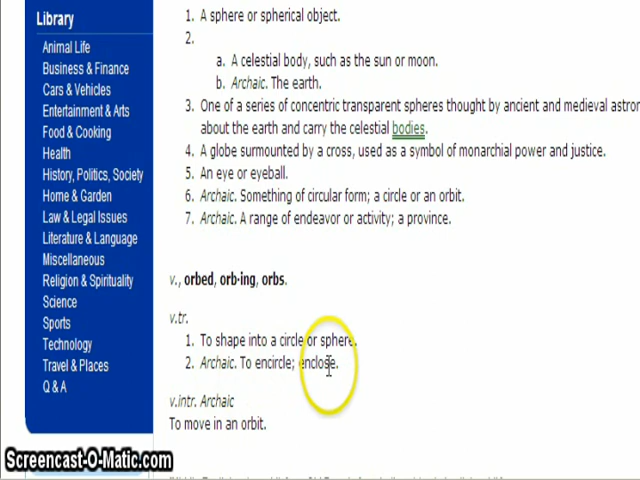 Library
Animal Life
Business & Finance
Cars & Vehicles
Entertainment & Arts
Food & Cooking
Health
History, Politics, Society
Home & Garden
Law & Legal Issues
Literature & Language
Miscellaneous
Religion & Spirituality
Science
Sports
Technology
Travel & Places
Q & A
1. A sphere or spherical object.
2.
a. A celestial body, such as the sun or moon.
b. Archaic. The earth.
3. One of a series of concentric transparent spheres thought by ancient and medieval
about the earth and carry the celestial bodies.
4. A globe surmounted by a cross, used as a symbol of monarchial power and justice.
5. An eye or eyeball.
6. Archaic. Something of circular form; a circle or an orbit.
7. Archaic. A range of endeavor or activity; a province.
v., orbed, orb·ing, orbs.
v.tr.
1. To shape into a circle or sphere.
2. Archaic. To encircle; enclose.
v.intr. Archaic
To move in an orbit.
Screencast-O-Matic.com